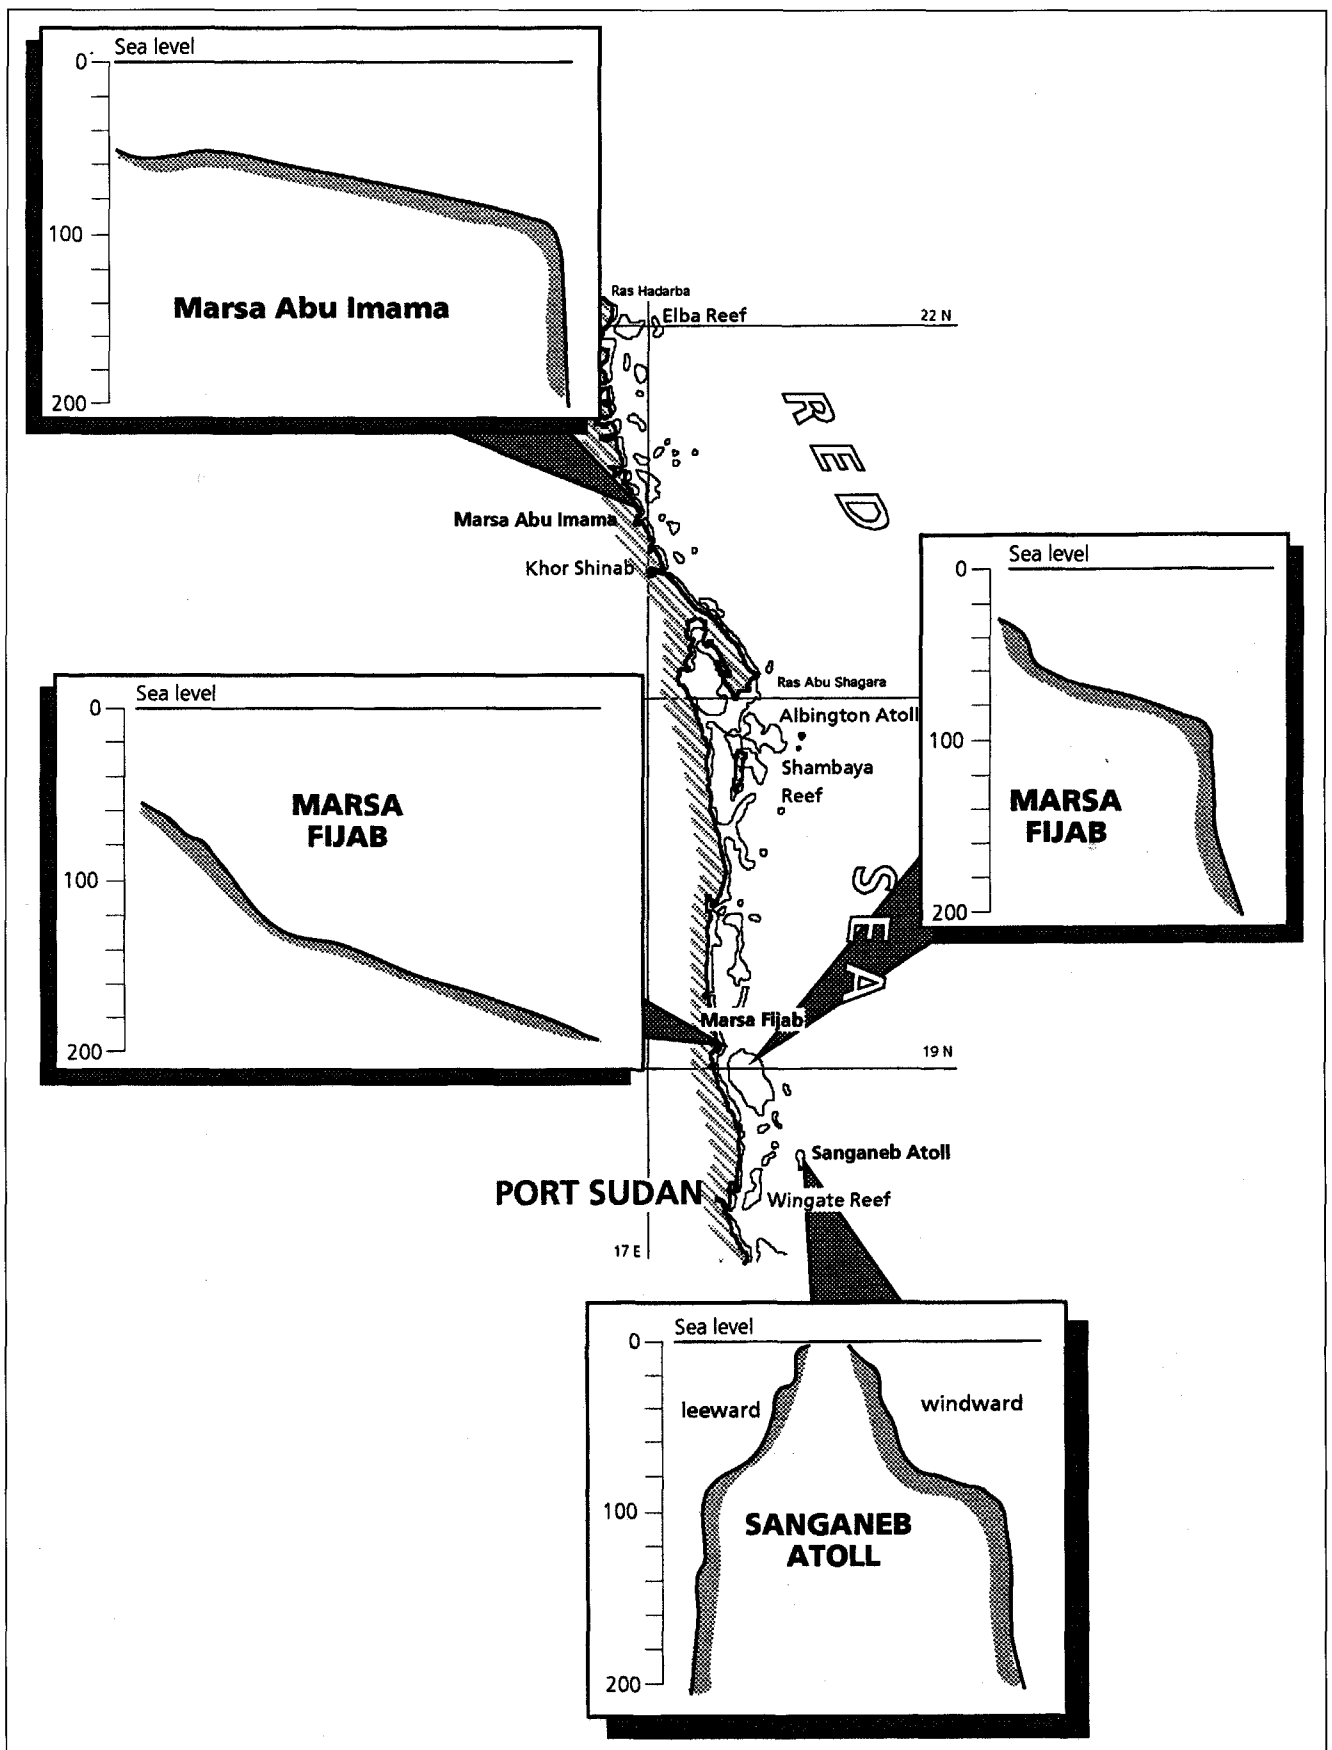 Sea level
0
100
200
Marsa Abu Imama
Ras Hadarba
Elba Reef
22 N
RED
Marsa Abu Imama
Khor Shinab
Sea level
0
100
200
MARSA
FIJAB
Ras Abu Shagara
Albington Atoll
Shambaya
Reef
Sea level
0
100
200
MARSA
FIJAB
SEA
Marsa Fijab
19 N
Sanganeb Atoll
PORT SUDAN
Wingate Reef
17 E
Sea level
0
100
200
leeward
windward
SANGANEB
ATOLL